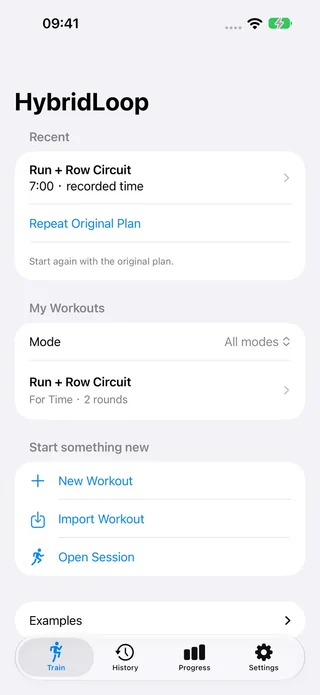 09:41
HybridLoop
Recent
Run + Row Circuit
7:00 · recorded time
Repeat Original Plan
Start again with the original plan.
My Workouts
Mode
All modes
Run + Row Circuit
For Time · 2 rounds
Start something new
New Workout
Import Workout
Open Session
Examples
Train
History
Progress
Settings